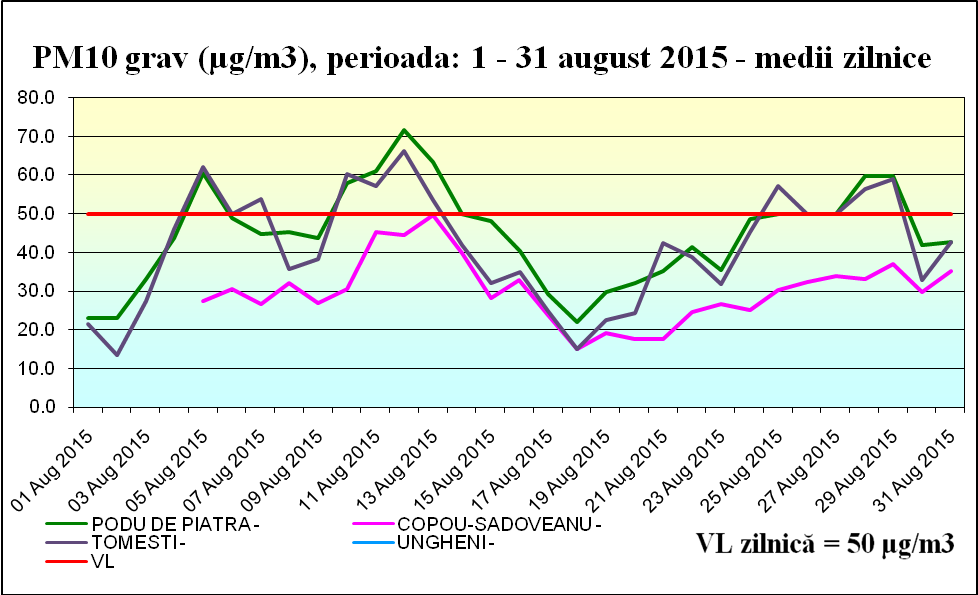 PM10 grav (µg/m3), perioada: 1 - 31 august 2015 - medii zilnice
80.0
70.0
60.0
50.0
40.0
30.0
20.0
10.0
0.0
01 Aug 2015
03 Aug 2015
05 Aug 2015
07 Aug 2015
09 Aug 2015
11 Aug 2015
13 Aug 2015
15 Aug 2015
17 Aug 2015
19 Aug 2015
21 Aug 2015
23 Aug 2015
25 Aug 2015
27 Aug 2015
29 Aug 2015
31 Aug 2015
PODU DE PIATRA-
COPOU-SADOVEANU-
TOMESTI-
UNGHENI-
VL
VL zilnică = 50 µg/m3